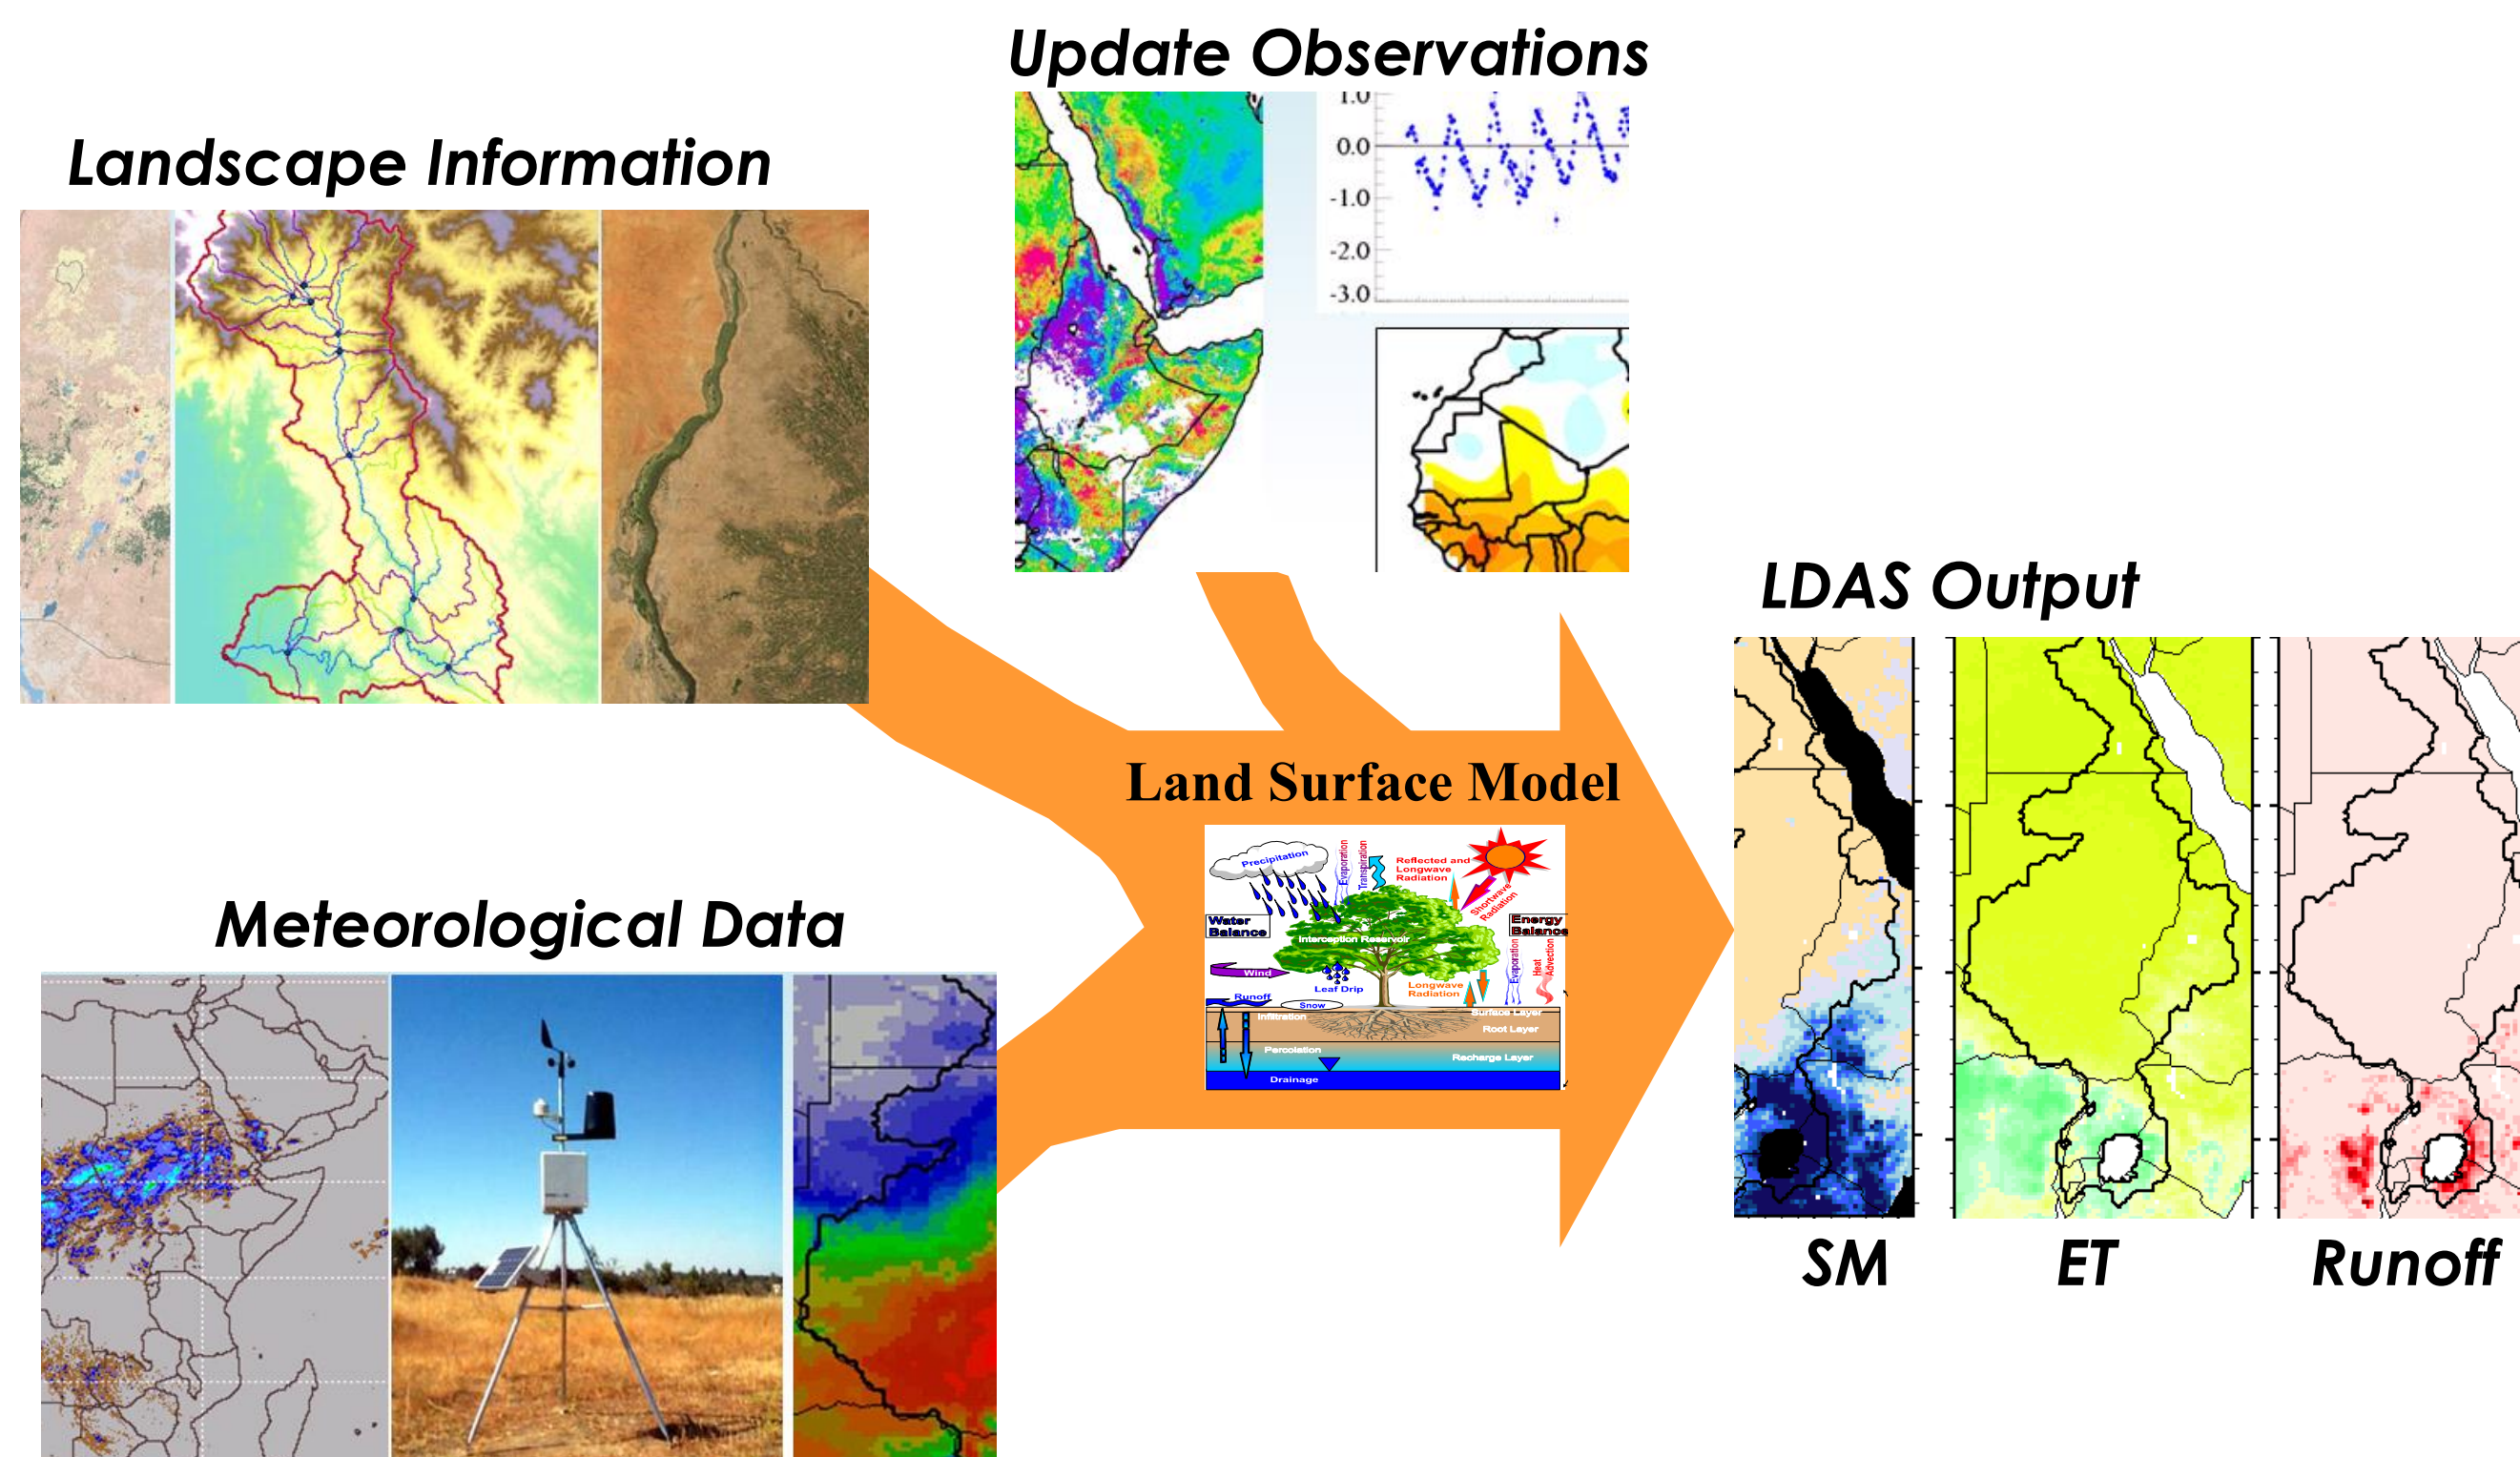 Update Observations
1.0
0.0
-1.0
-2.0
-3.0
Landscape Information
LDAS Output
Land Surface Model
Precipitation
Evaporation
Transpiration
Reflected and
Longwave
Radiation
Shortwave
Radiation
Water
Balance
Energy
Balance
Interception Reservoir
Wind
Leaf Drip
Longwave
Radiation
Evaporation
Heat
Advection
Runoff
Snow
Infiltration
Surface Layer
Root Layer
Percolation
Recharge Layer
Drainage
Meteorological Data
SM
ET
Runoff